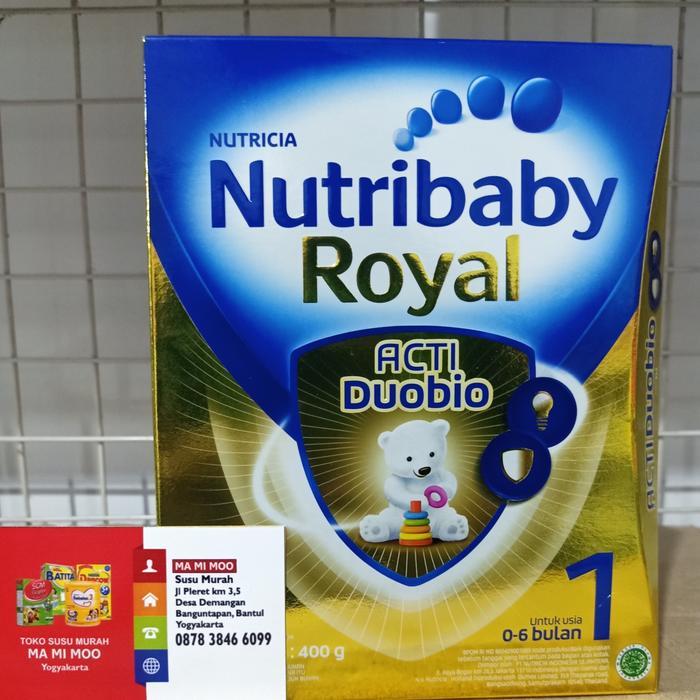 NUTRICIA
Nutribaby
Royal
ACTI
Duobio
ACTI Duobio
1
Untuk usia
0-6 bulan
: 400 g
SGM
BATITA
TOKO SUSU MURAH
MA MI MOO
Yogyakarta
MA MI MOO
Susu Murah
Jl Pleret km 3,5
Desa Demangan
Banguntapan, Bantul
Yogyakarta
0878 3846 6099